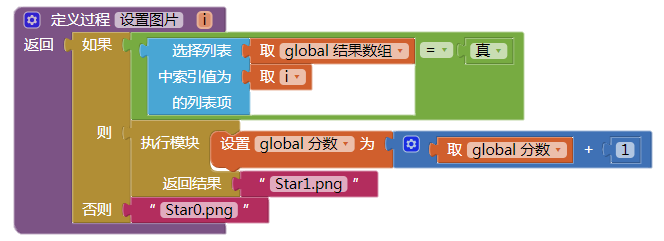 定义过程 设置图片 i
返回 如果 选择列表 取 global 结果数组 = 真
中索引值为 取 i
的列表项
则 执行模块 设置 global 分数 为 取 global 分数 + 1
返回结果 “ Star1.png ”
否则 “ Star0.png ”